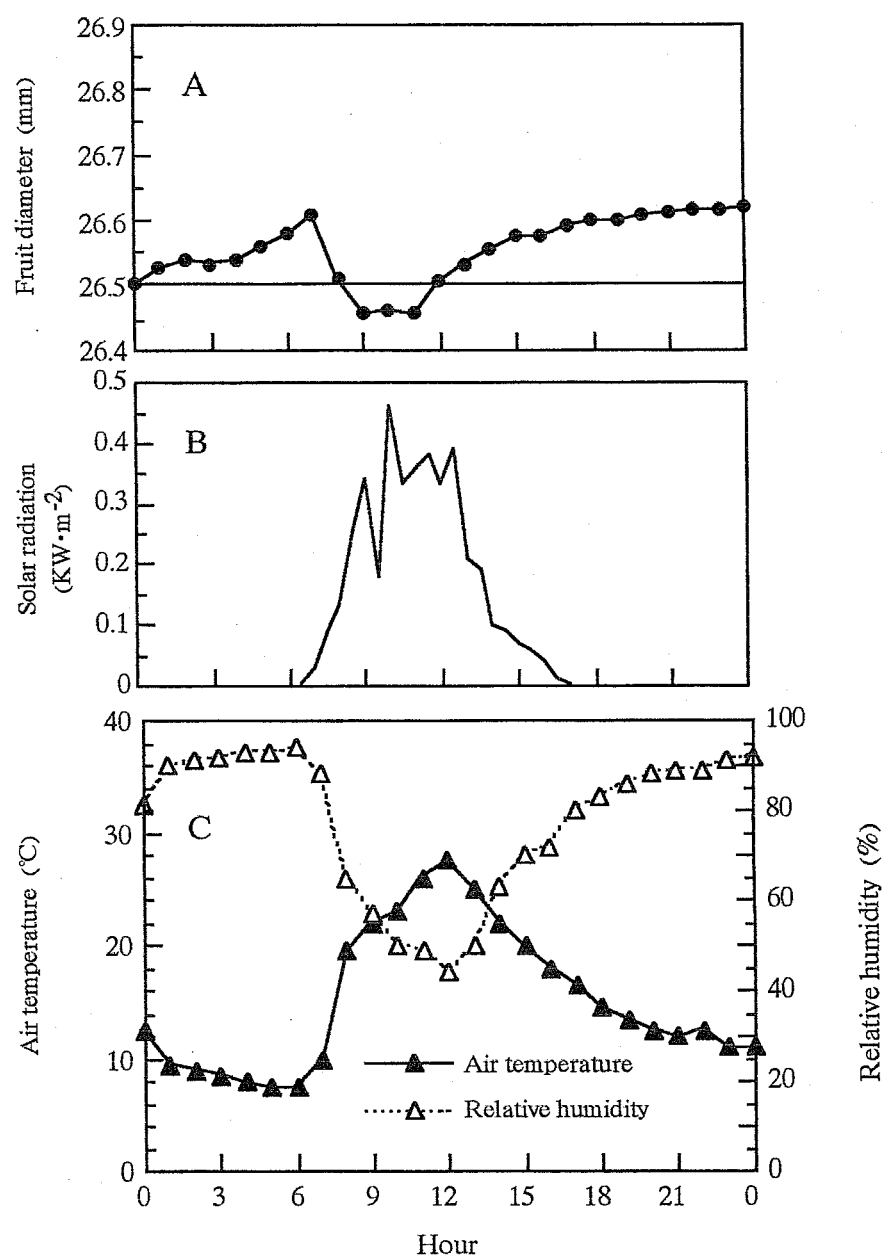 26.9
26.8
26.7
26.6
26.5
26.4
Fruit diameter (mm)
A
0.5
0.4
0.3
0.2
0.1
0
Solar radiation
(KW·m-2)
B
40
30
20
10
0
Air temperature (℃)
C
100
80
60
40
20
0
Relative humidity (%)
Air temperature
Relative humidity
0 3 6 9 12 15 18 21 0
Hour